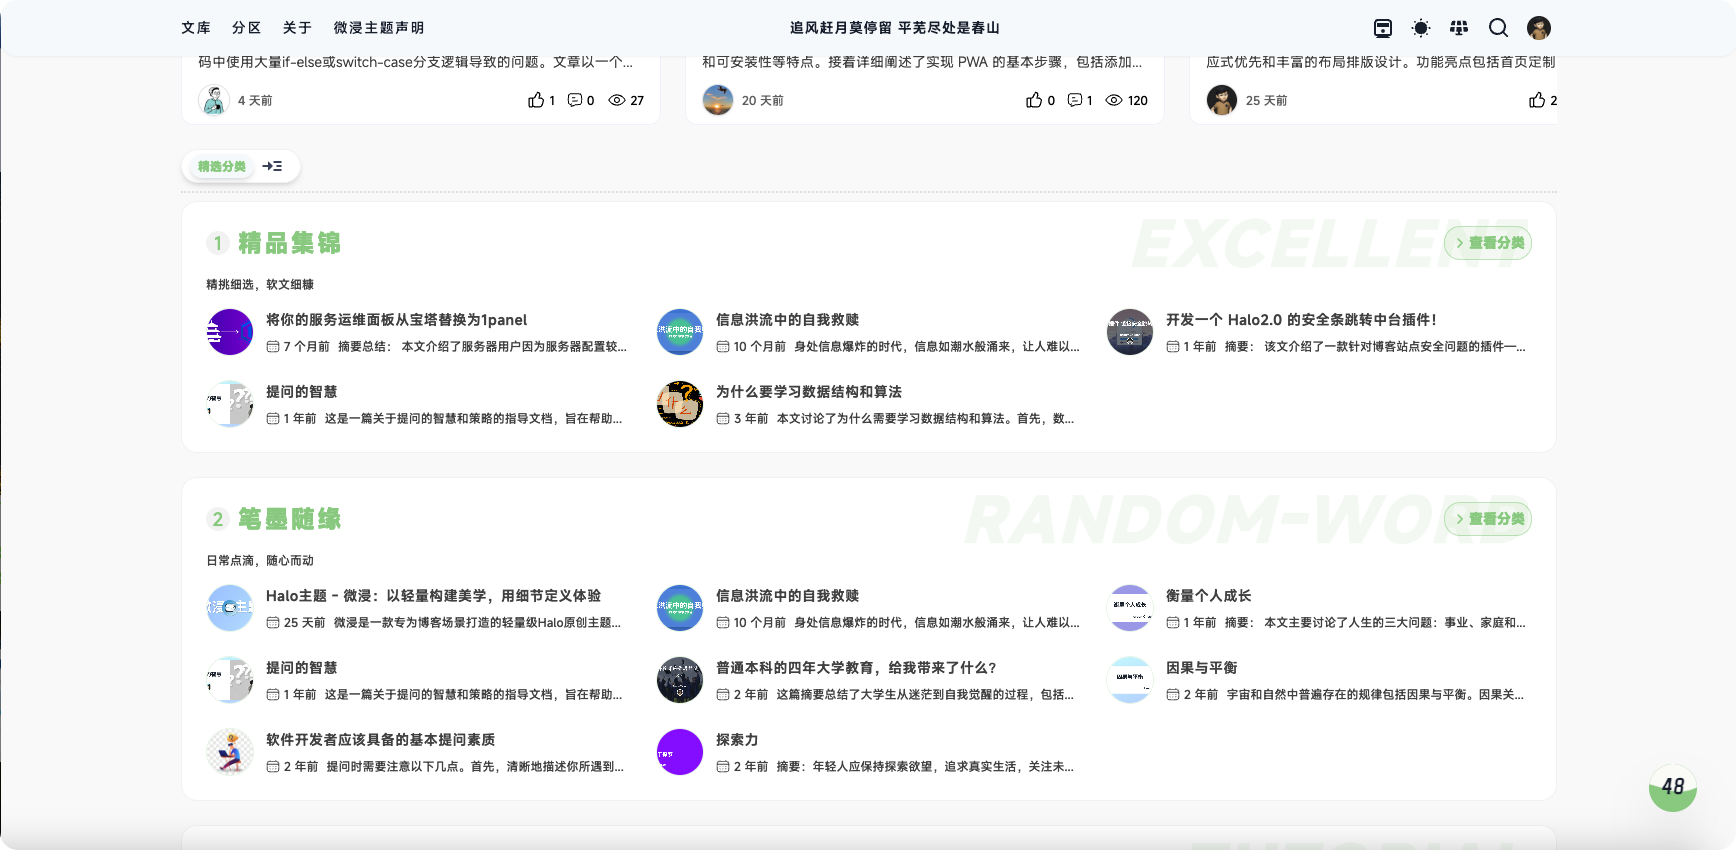 文库 分区 关于 微浸主题声明 追风赶月莫停留 平芜尽处是春山
码中使用大量if-else或switch-case分支逻辑导致的问题。文章以一个...
4 天前 1 0 27
和可安装性等特点。接着详细阐述了实现 PWA 的基本步骤，包括添加...
20 天前 0 1 120
应式优先和丰富的布局排版设计。功能亮点包括首页定制
25 天前 2
精选分类
1 精品集锦
EXCELLENT
查看分类
精挑细选，软文细糠
将你的服务运维面板从宝塔替换为1panel
7 个月前 摘要总结： 本文介绍了服务器用户因为服务器配置较...
信息洪流中的自我救赎
10 个月前 身处信息爆炸的时代，信息如潮水般涌来，让人难以...
开发一个 Halo2.0 的安全条跳转中台插件！
1 年前 摘要： 该文介绍了一款针对博客站点安全问题的插件—...
提问的智慧
1 年前 这是一篇关于提问的智慧和策略的指导文档，旨在帮助...
为什么要学习数据结构和算法
3 年前 本文讨论了为什么需要学习数据结构和算法。首先，数...
2 笔墨随缘
RANDOM-WORD
查看分类
日常点滴，随心而动
Halo主题 - 微浸：以轻量构建美学，用细节定义体验
25 天前 微浸是一款专为博客场景打造的轻量级Halo原创主题...
信息洪流中的自我救赎
10 个月前 身处信息爆炸的时代，信息如潮水般涌来，让人难以...
衡量个人成长
1 年前 摘要： 本文主要讨论了人生的三大问题：事业、家庭和...
提问的智慧
1 年前 这是一篇关于提问的智慧和策略的指导文档，旨在帮助...
普通本科的四年大学教育，给我带来了什么？
2 年前 这篇摘要总结了大学生从迷茫到自我觉醒的过程，包括...
因果与平衡
2 年前 宇宙和自然中普遍存在的规律包括因果与平衡。因果关...
软件开发者应该具备的基本提问素质
2 年前 提问时需要注意以下几点。首先，清晰地描述你所遇到...
探索力
2 年前 摘要：年轻人应保持探索欲望，追求真实生活，关注未...
48